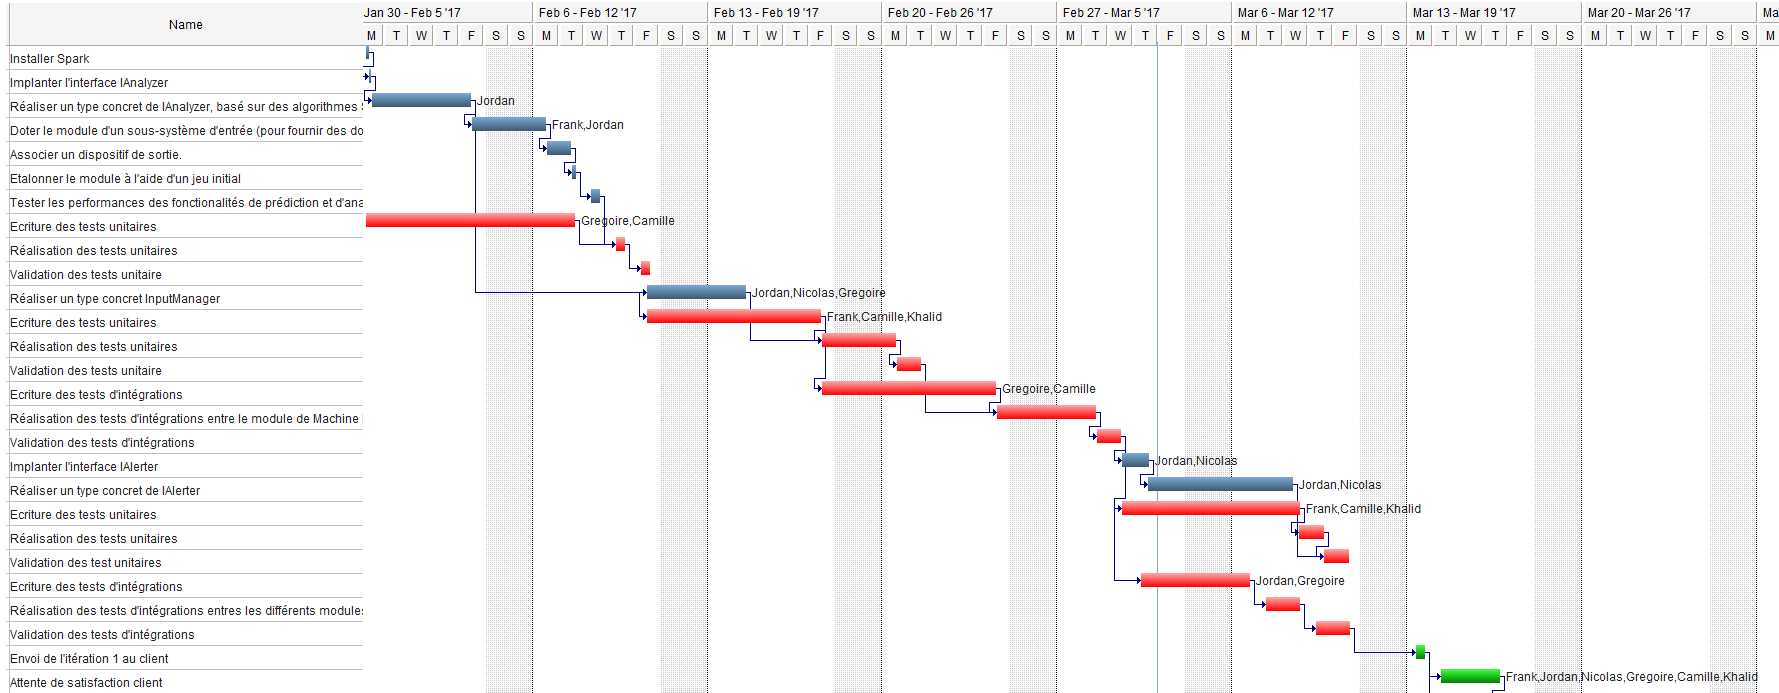 Name
Jan 30 - Feb 5 '17 Feb 6 - Feb 12 '17 Feb 13 - Feb 19 '17 Feb 20 - Feb 26 '17 Feb 27 - Mar 5 '17 Mar 6 - Mar 12 '17 Mar 13 - Mar 19 '17 Mar 20 - Mar 26 '17 Ma
M T W T F S S M T W T F S S M T W T F S S M T W T F S S M T W T F S S M T W T F S S M T W T F S S M T W T F S S M
Installer Spark
Implanter l'interface IAnalyzer
Réaliser un type concret de IAnalyzer, basé sur des algorithmes Jordan
Doter le module d'un sous-système d'entrée (pour fournir des do Frank,Jordan
Associer un dispositif de sortie.
Etalonner le module à l'aide d'un jeu initial
Tester les performances des fonctionalités de prédiction et d'ana
Ecriture des tests unitaires Gregoire,Camille
Réalisation des tests unitaires
Validation des tests unitaire
Réaliser un type concret InputManager Jordan,Nicolas,Gregoire
Ecriture des tests unitaires Frank,Camille,Khalid
Réalisation des tests unitaires
Validation des tests unitaire
Ecriture des tests d'intégrations Gregoire,Camille
Réalisation des tests d'intégrations entre le module de Machine
Validation des tests d'intégrations
Implanter l'interface IAlerter Jordan,Nicolas
Réaliser un type concret de IAlerter Jordan,Nicolas
Ecriture des tests unitaires Frank,Camille,Khalid
Réalisation des tests unitaires
Validation des test unitaires
Ecriture des tests d'intégrations Jordan,Gregoire
Réalisation des tests d'intégrations entres les différents modules
Validation des tests d'intégrations
Envoi de l'itération 1 au client
Attente de satisfaction client Frank,Jordan,Nicolas,Gregoire,Camille,Khalid